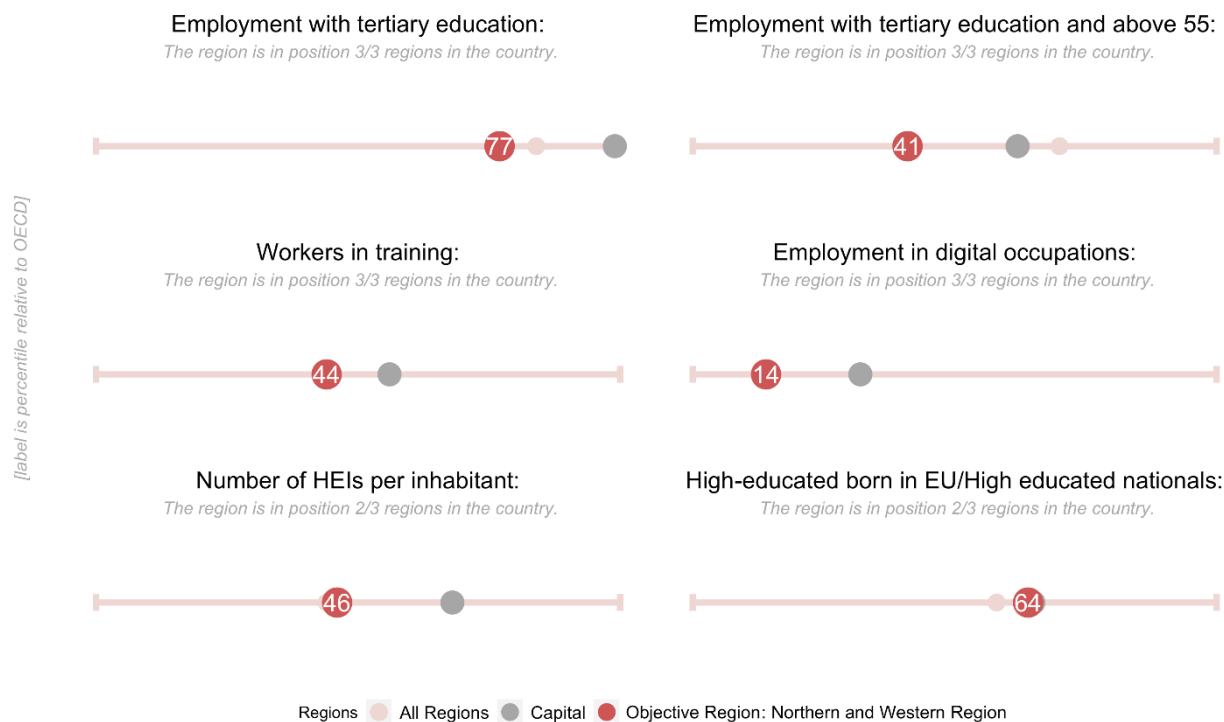 Employment with tertiary education:
The region is in position 3/3 regions in the country.
77
Employment with tertiary education and above 55:
The region is in position 3/3 regions in the country.
41
[label is percentile relative to OECD]
Workers in training:
The region is in position 3/3 regions in the country.
44
Employment in digital occupations:
The region is in position 3/3 regions in the country.
14
Number of HEIs per inhabitant:
The region is in position 2/3 regions in the country.
46
High-educated born in EU/High educated nationals:
The region is in position 2/3 regions in the country.
64
Regions All Regions Capital Objective Region: Northern and Western Region